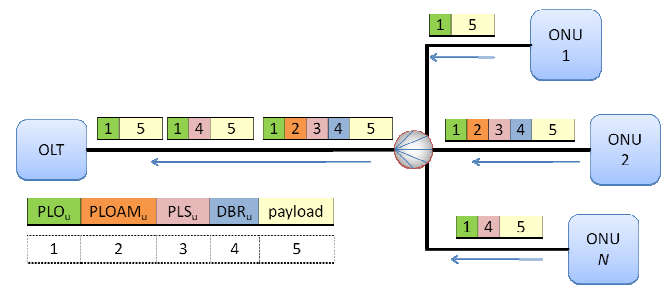 1 5
ONU
1
OLT
1 5 1 4 5 1 2 3 4 5
1 2 3 4 5
ONU
2
PLOu PLOAMu PLSu DBRu payload
1 2 3 4 5
1 4 5
ONU
N